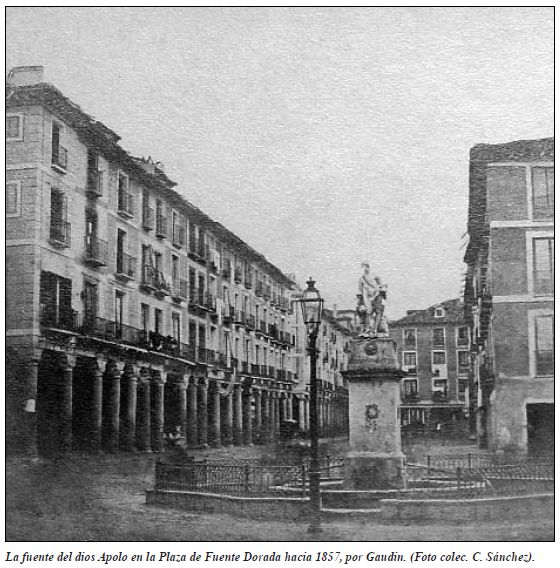 La fuente del dios Apolo en la Plaza de Fuente Dorada hacia 1857, por Gaudin. (Foto colec. C. Sánchez).